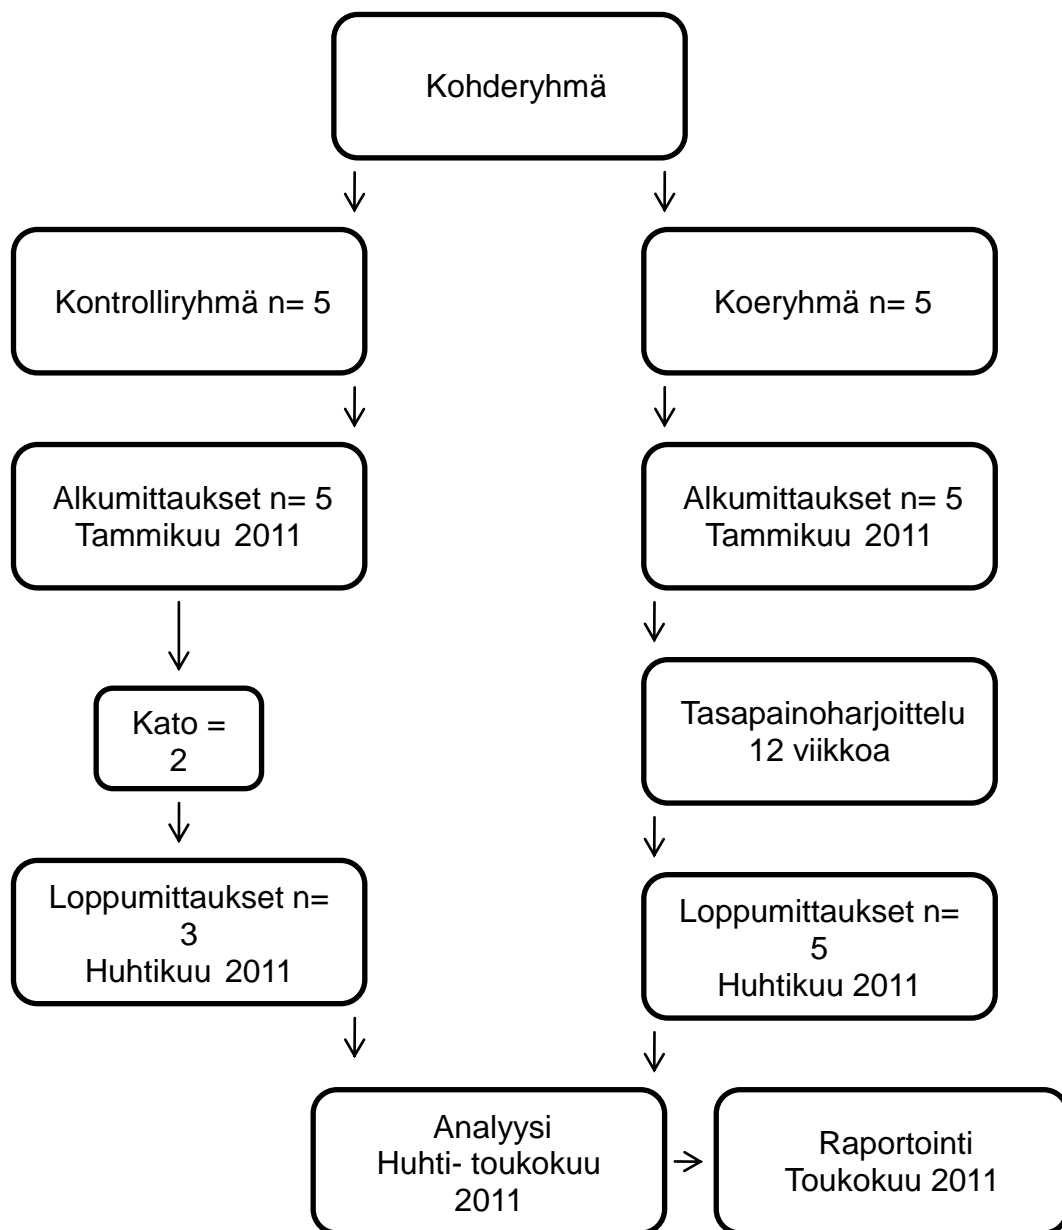 Kohderyhmä
Kontrolliryhmä n= 5
Koeryhmä n= 5
Alkumittaukset n= 5
Tammikuu 2011
Alkumittaukset n= 5
Tammikuu 2011
Kato =
2
Tasapainoharjoittelu
12 viikkoa
Loppumittaukset n=
3
Huhtikuu 2011
Loppumittaukset n=
5
Huhtikuu 2011
Analyysi
Huhti- toukokuu
2011
Raportointi
Toukokuu 2011